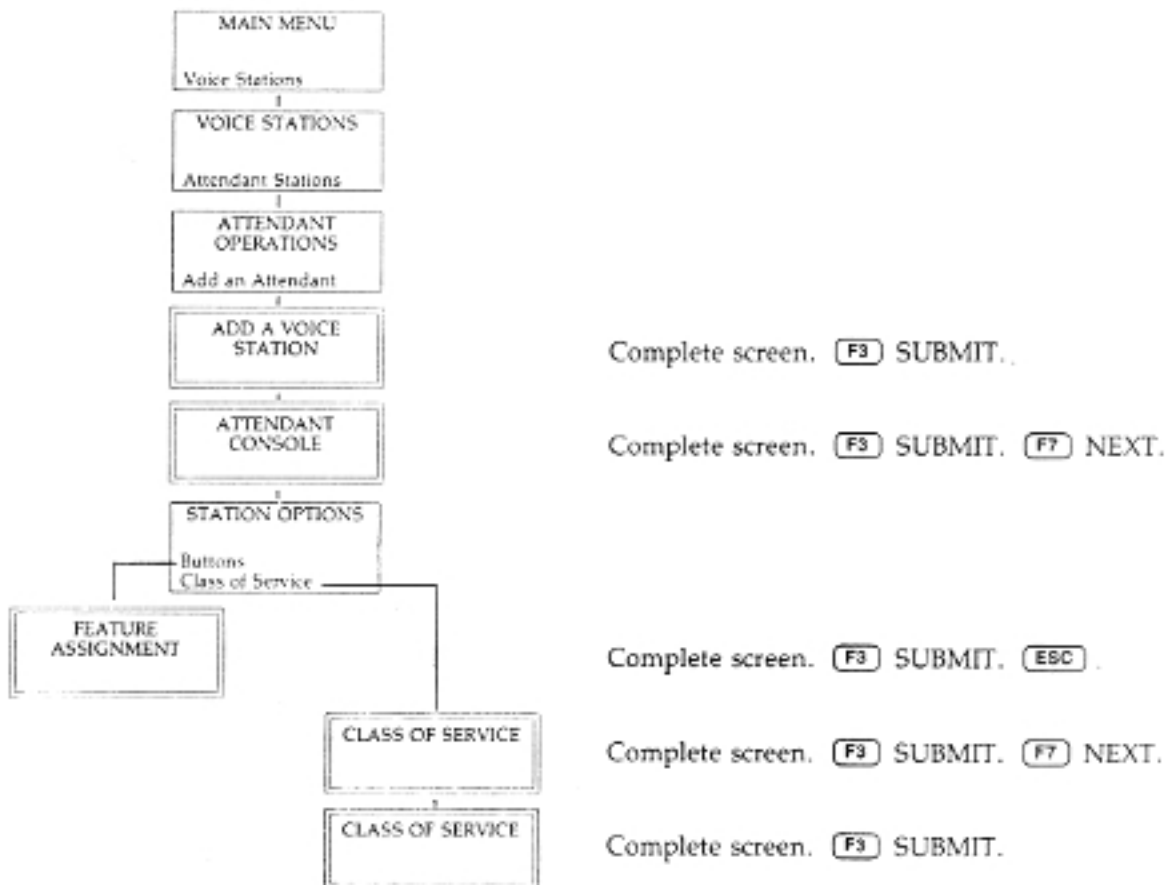 MAIN MENU
Voice Stations
VOICE STATIONS
Attendant Stations
ATTENDANT
OPERATIONS
Add an Attendant
ADD A VOICE
STATION
Complete screen. F3 SUBMIT.
ATTENDANT
CONSOLE
Complete screen. F3 SUBMIT. F7 NEXT.
STATION OPTIONS
Buttons
Class of Service
FEATURE
ASSIGNMENT
Complete screen. F3 SUBMIT. ESC .
CLASS OF SERVICE
Complete screen. F3 SUBMIT. F7 NEXT.
CLASS OF SERVICE
Complete screen. F3 SUBMIT.